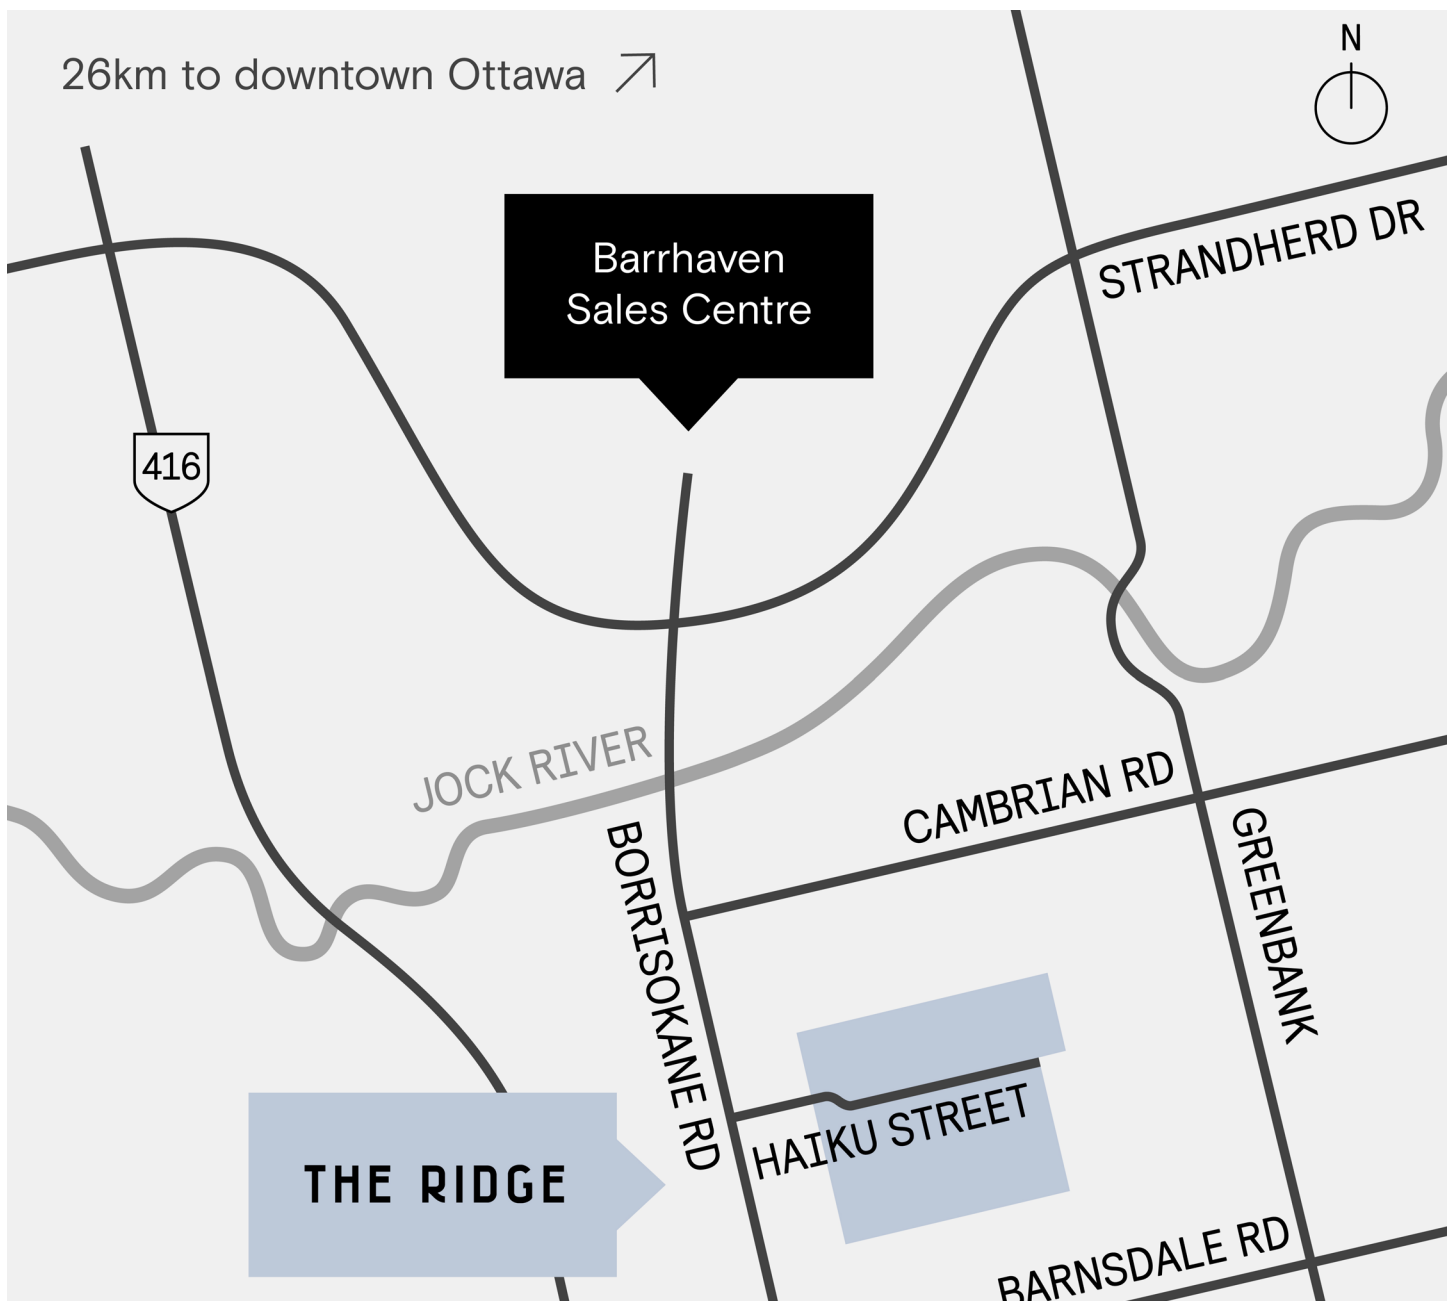 26km to downtown Ottawa
N
STRANDHERD DR
Barrhaven
Sales Centre
416
JOCK RIVER
CAMBRIAN RD
BORRISOKANE RD
GREENBANK
HAIKU STREET
THE RIDGE
BARNSDALE RD